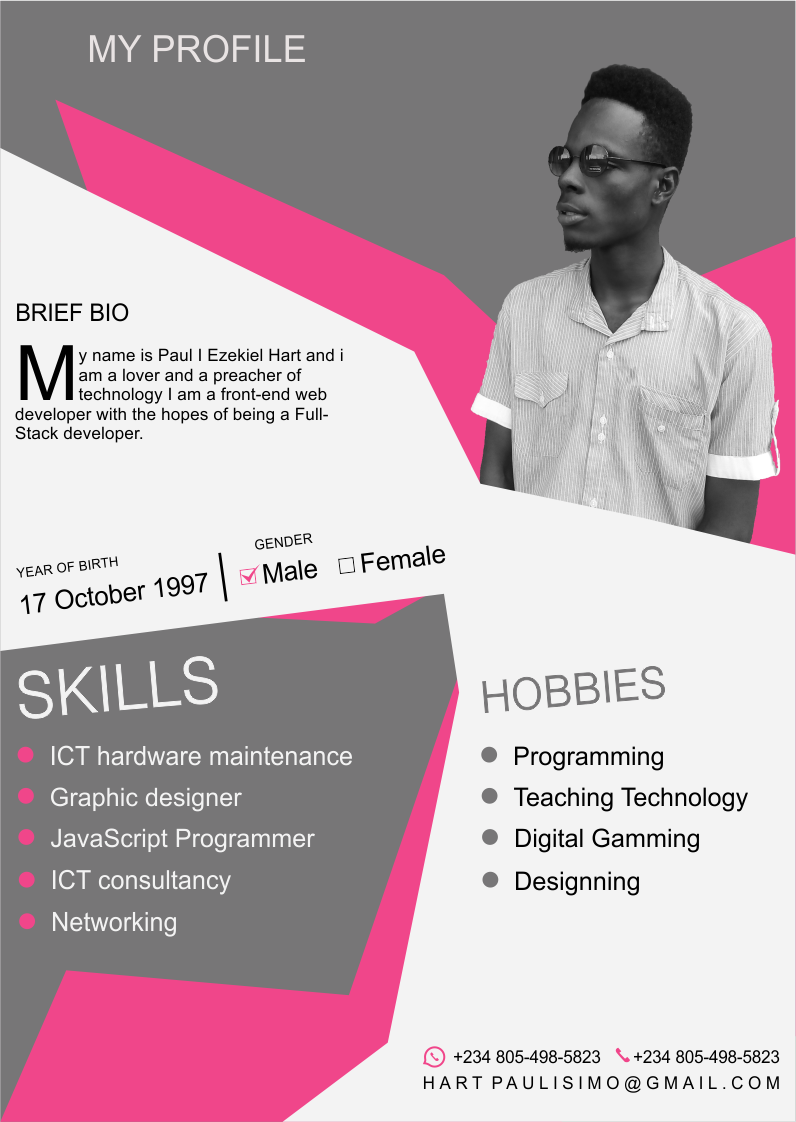 MY PROFILE
BRIEF BIO
My name is Paul I Ezekiel Hart and i
am a lover and a preacher of
technology I am a front-end web
developer with the hopes of being a Full-
Stack developer.
YEAR OF BIRTH
17 October 1997
GENDER
Male Female
SKILLS
ICT hardware maintenance
Graphic designer
JavaScript Programmer
ICT consultancy
Networking
HOBBIES
Programming
Teaching Technology
Digital Gamming
Designning
+234 805-498-5823 +234 805-498-5823
HART PAULISIMO@GMAIL.COM